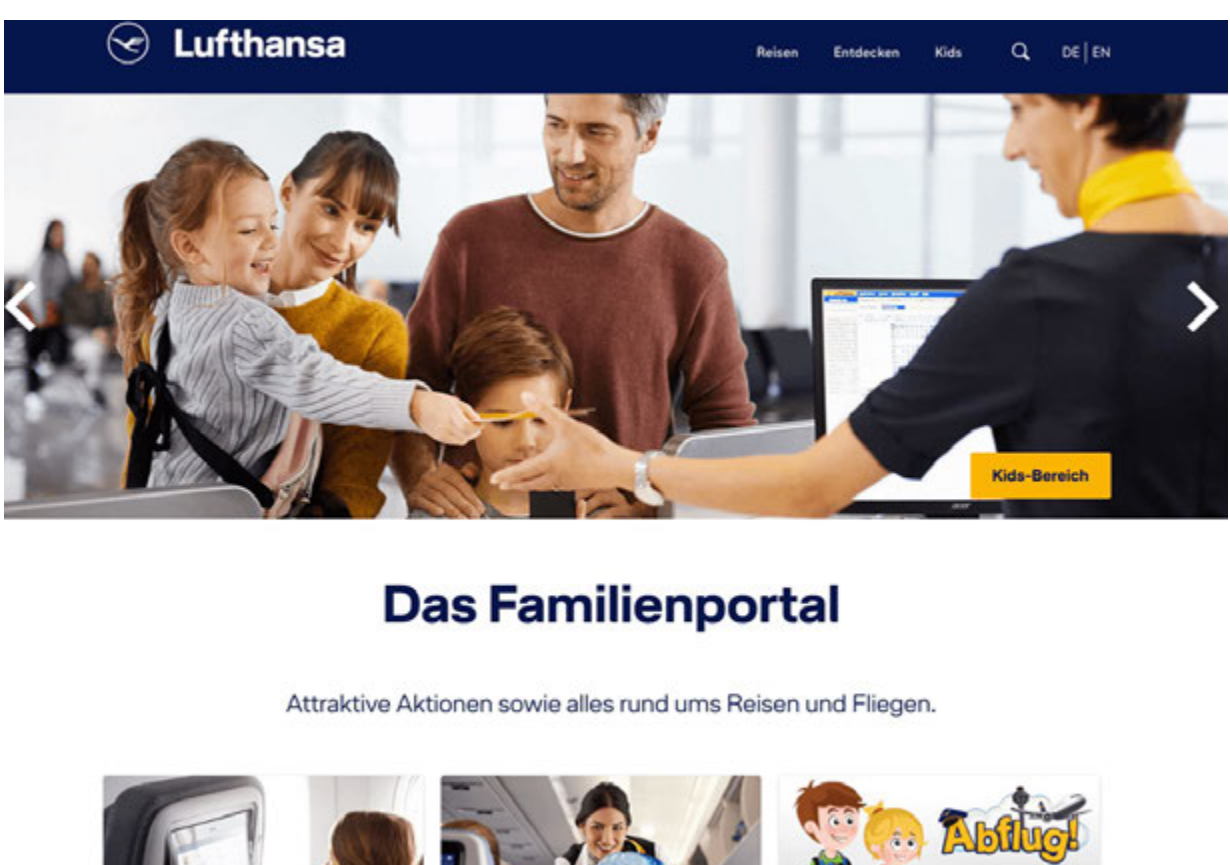 Lufthansa
Reisen Entdecken Kids DE | EN
Kids-Bereich
Das Familienportal
Attraktive Aktionen sowie alles rund ums Reisen und Fliegen.
Abflug!